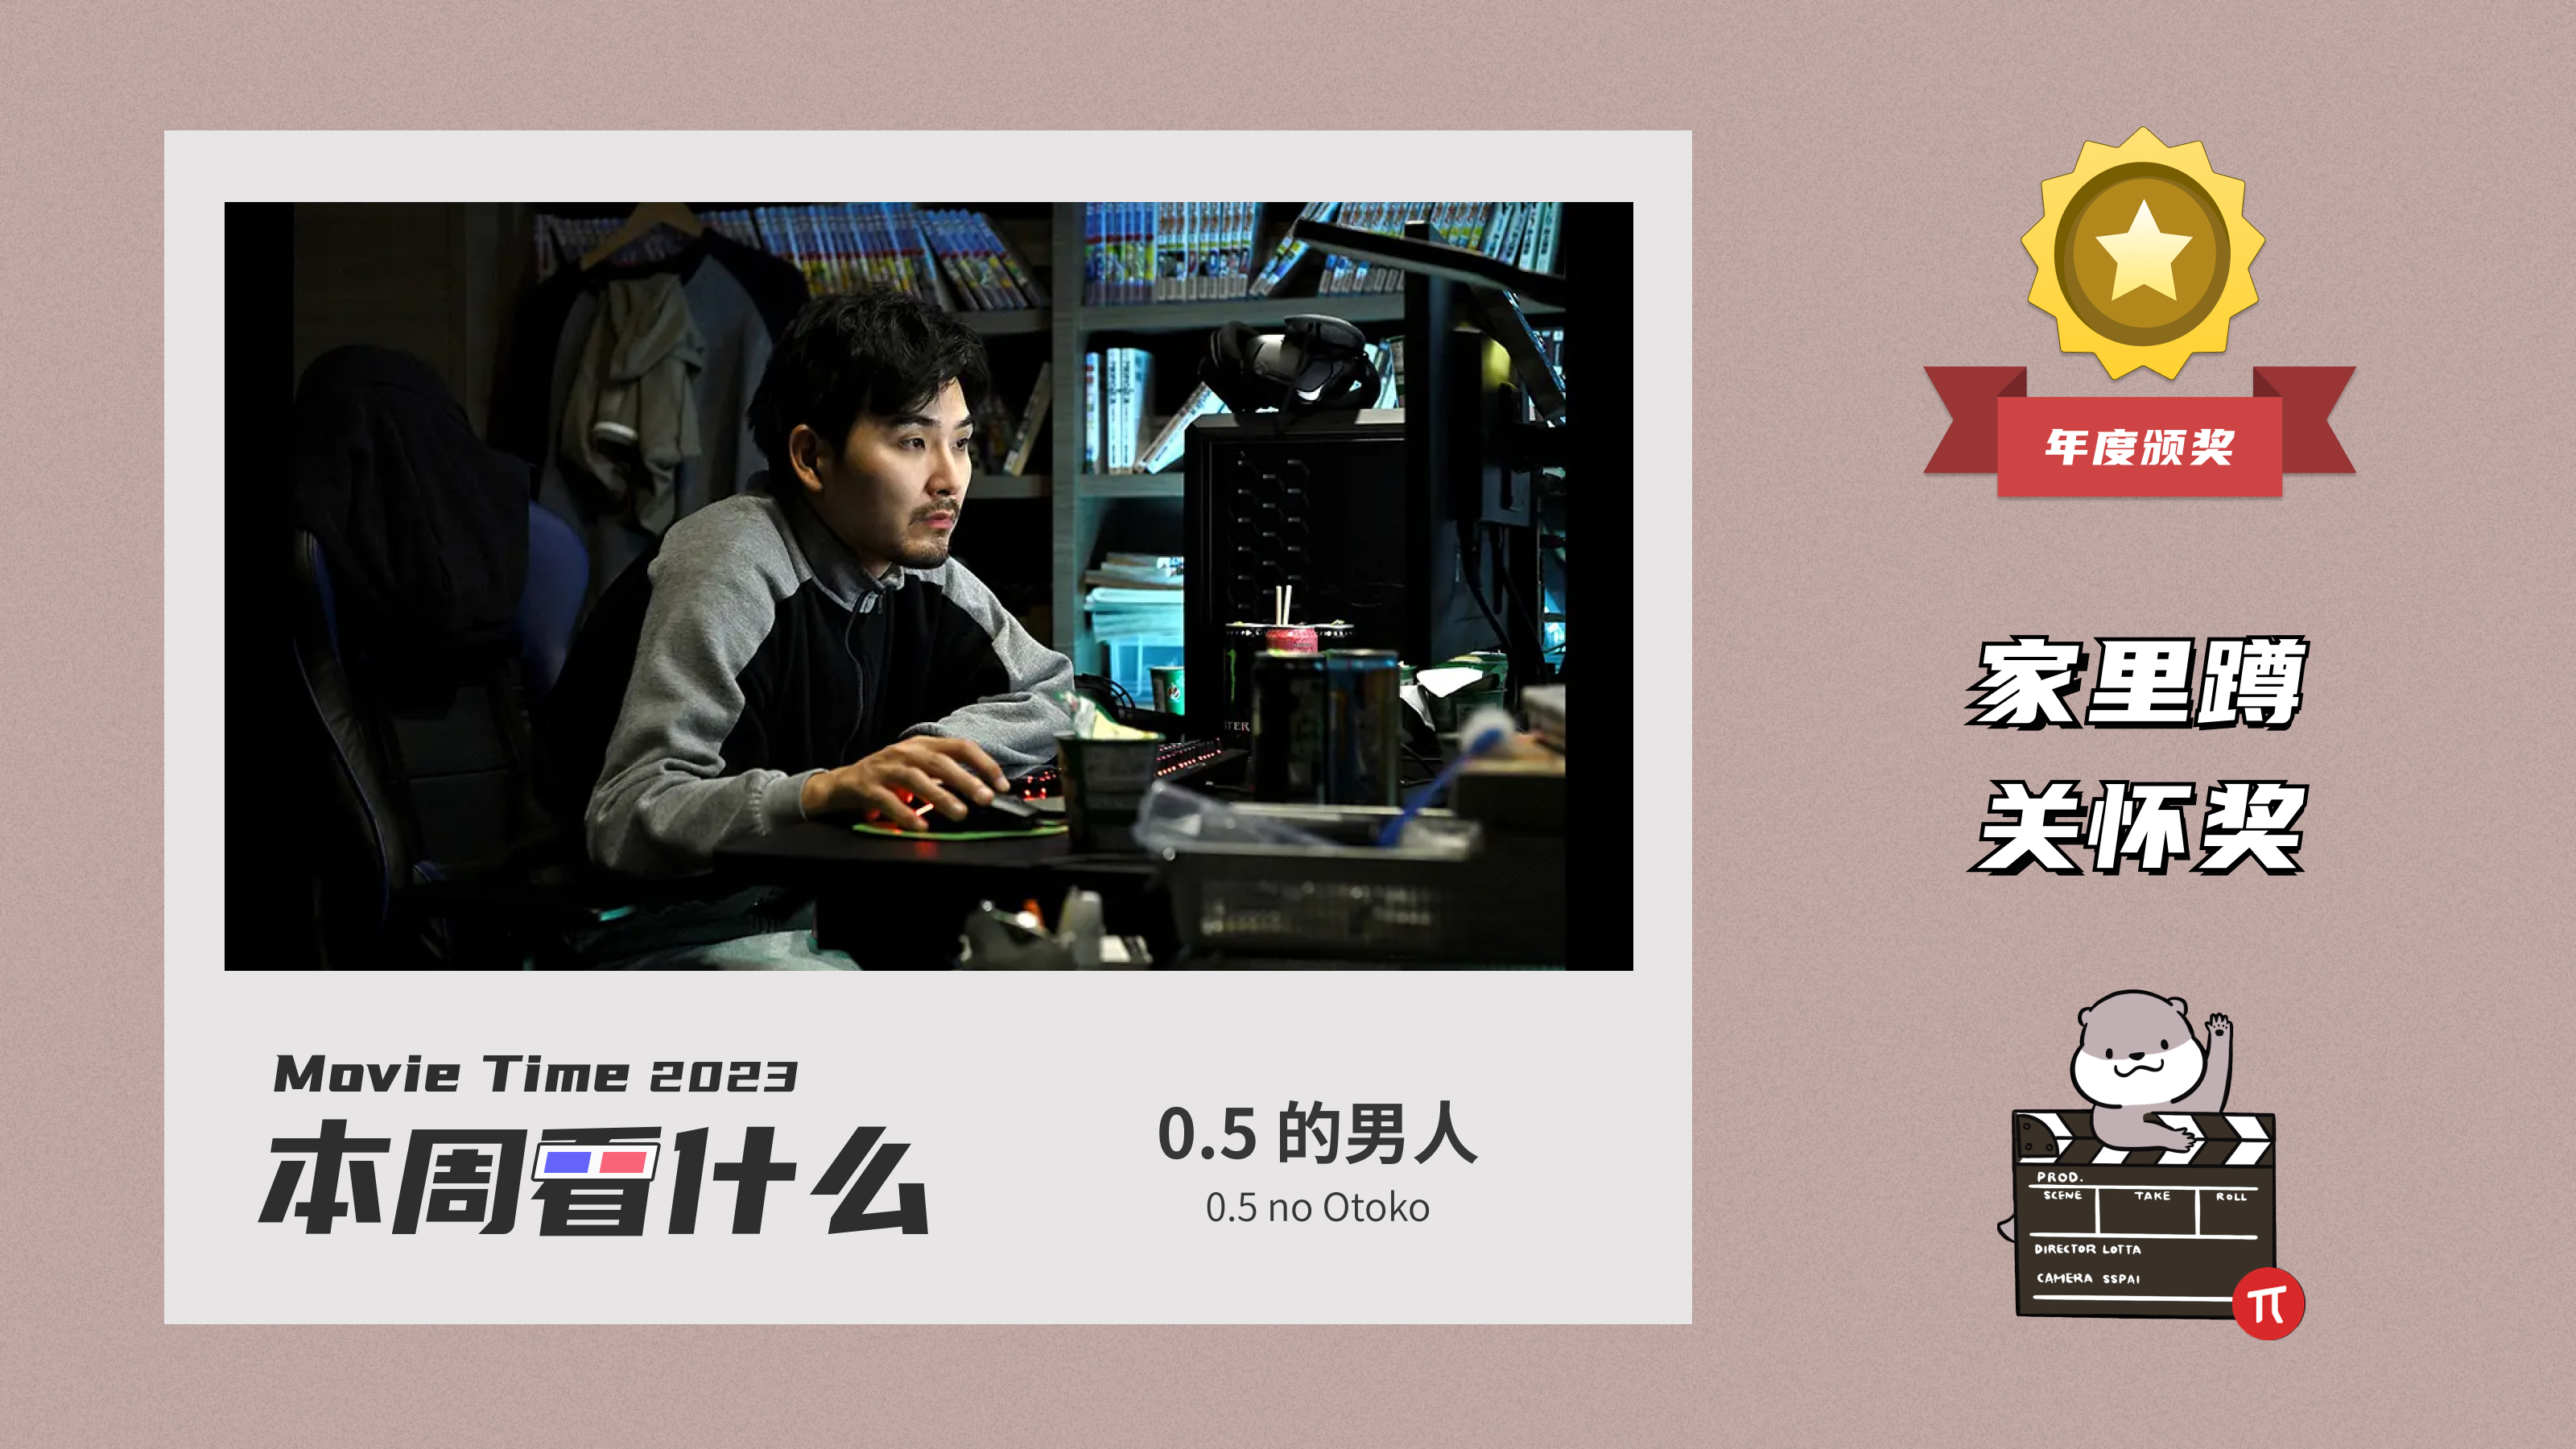 年度颁奖
家里蹲
关怀奖
Movie Time 2023
本周看什么
0.5 的男人
0.5 no Otoko
PROD.
SCENE TAKE ROLL
DIRECTOR LOTTA
CAMERA SSPAI
TER